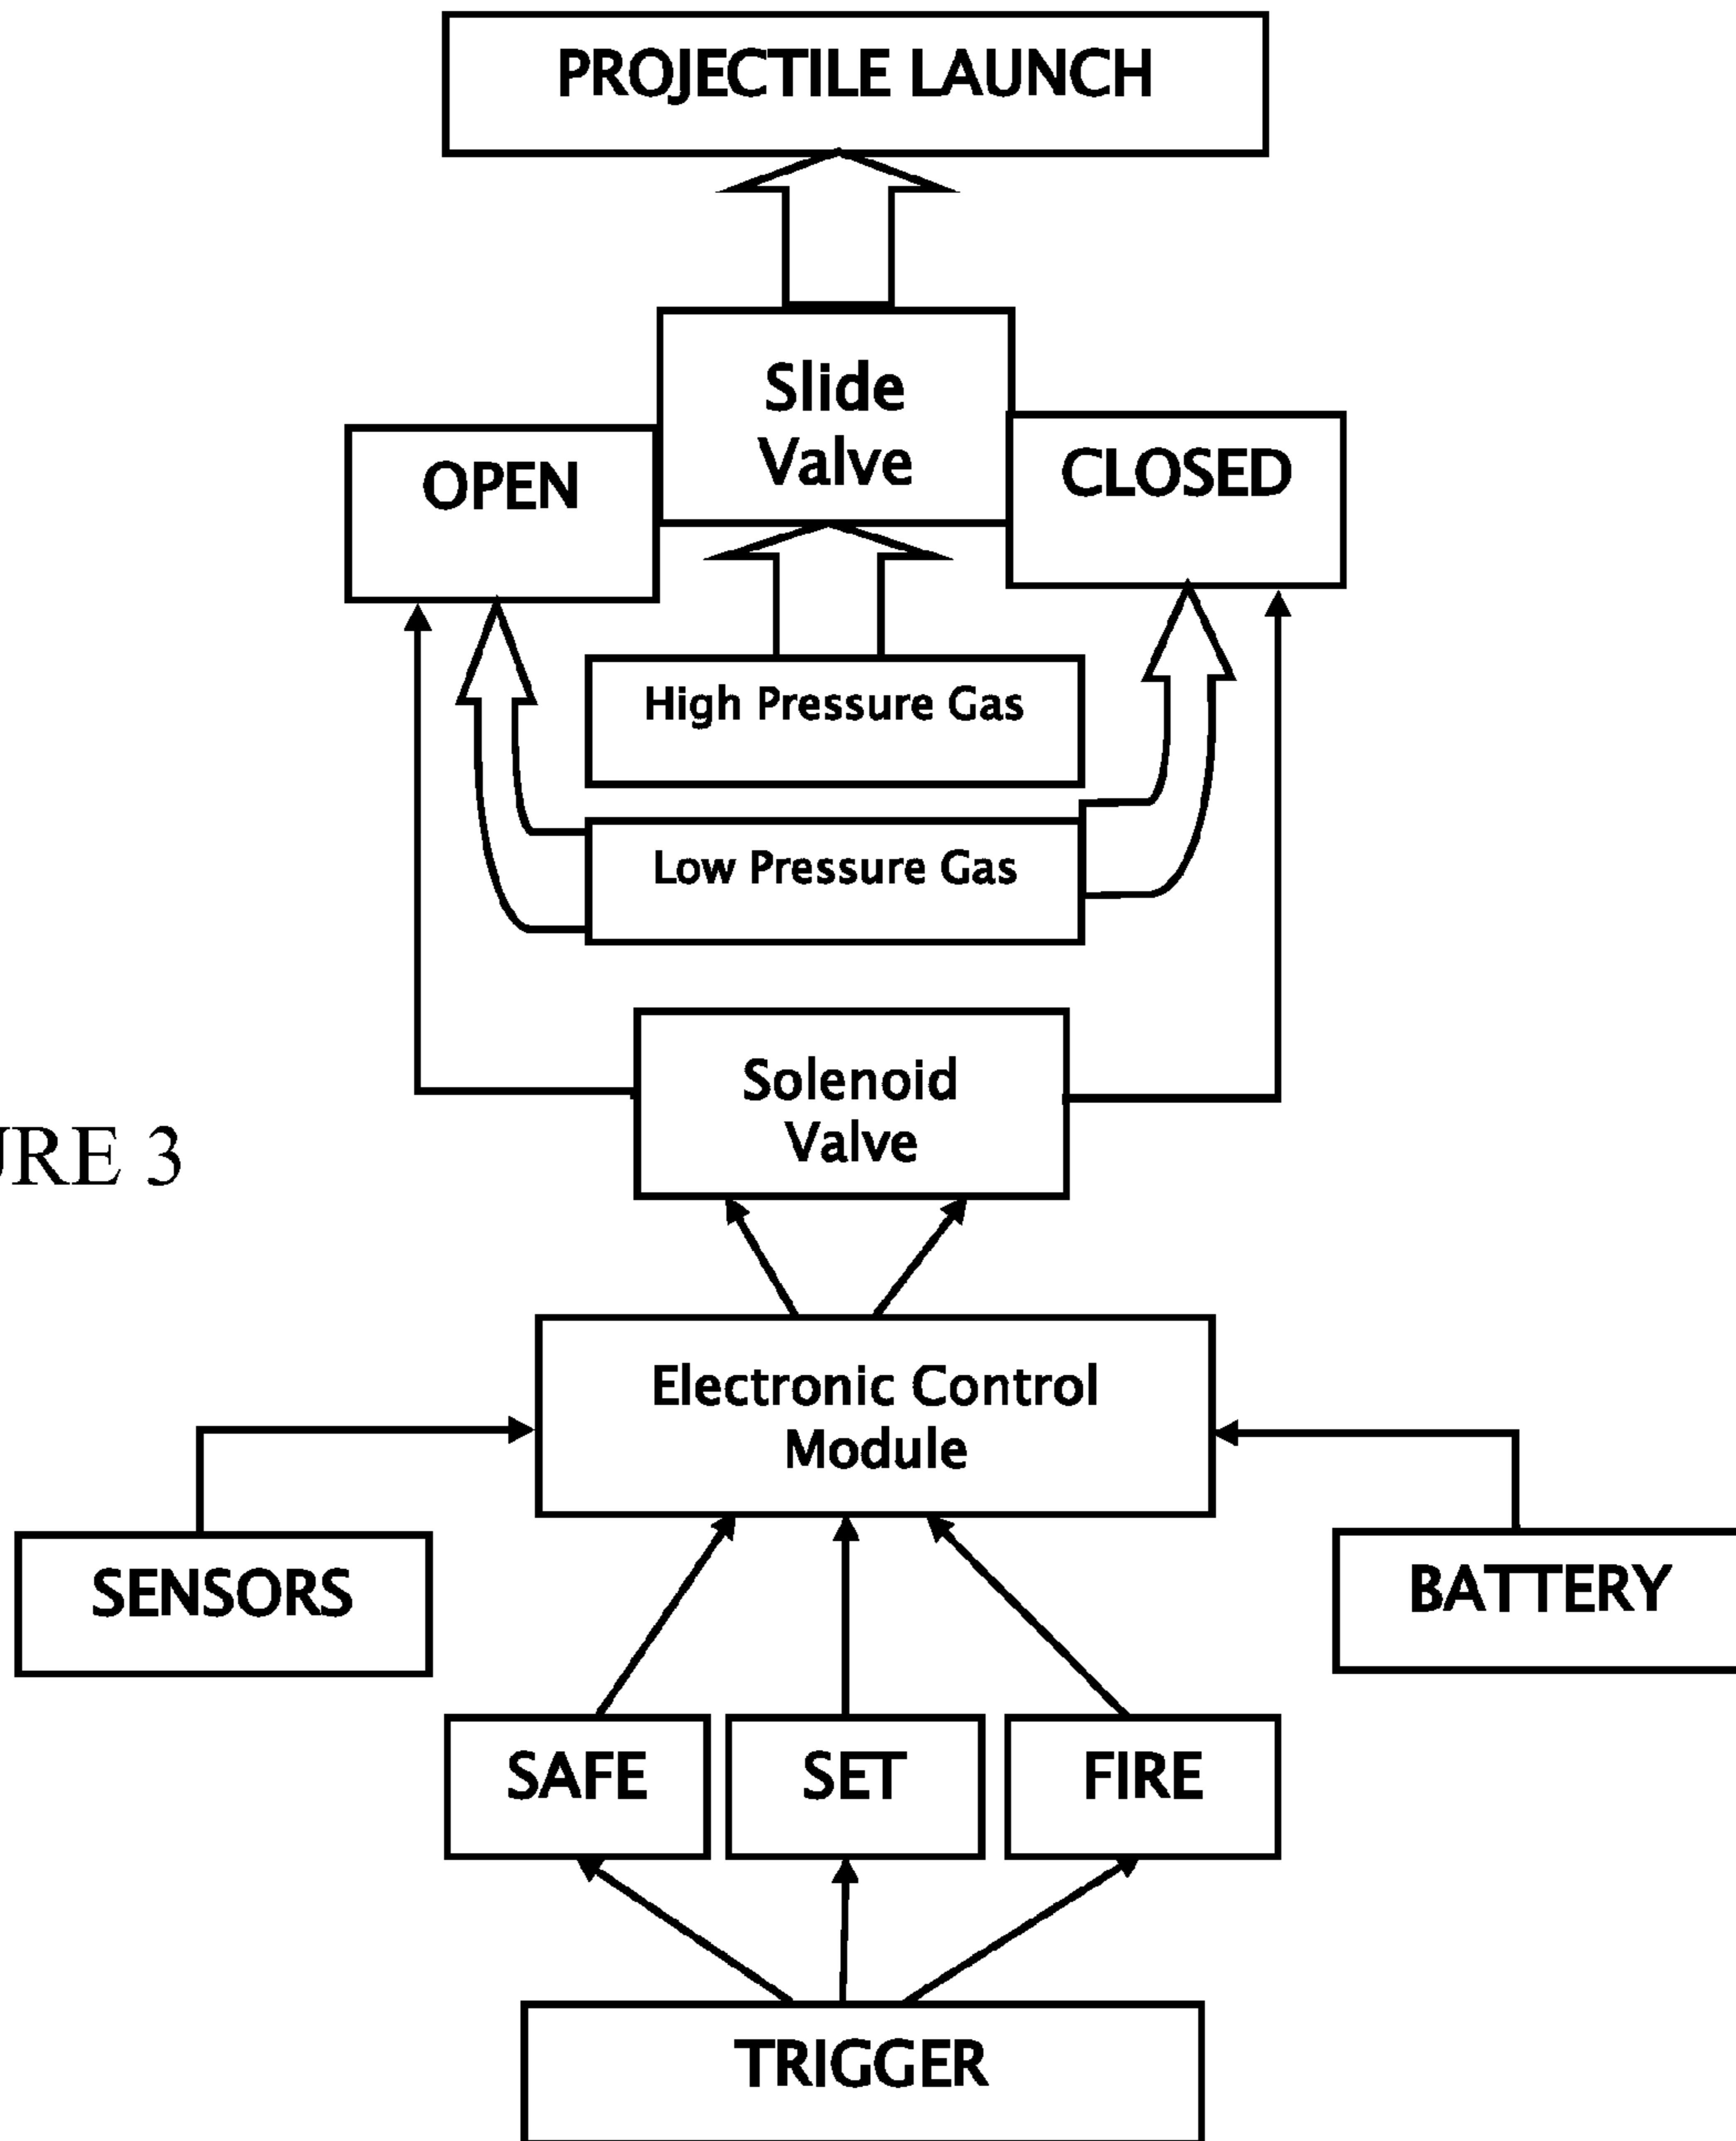 PROJECTILE LAUNCH
Slide
Valve
OPEN
CLOSED
High Pressure Gas
Low Pressure Gas
Solenoid
Valve
URE 3
Electronic Control
Module
SENSORS
BATTERY
SAFE
SET
FIRE
TRIGGER